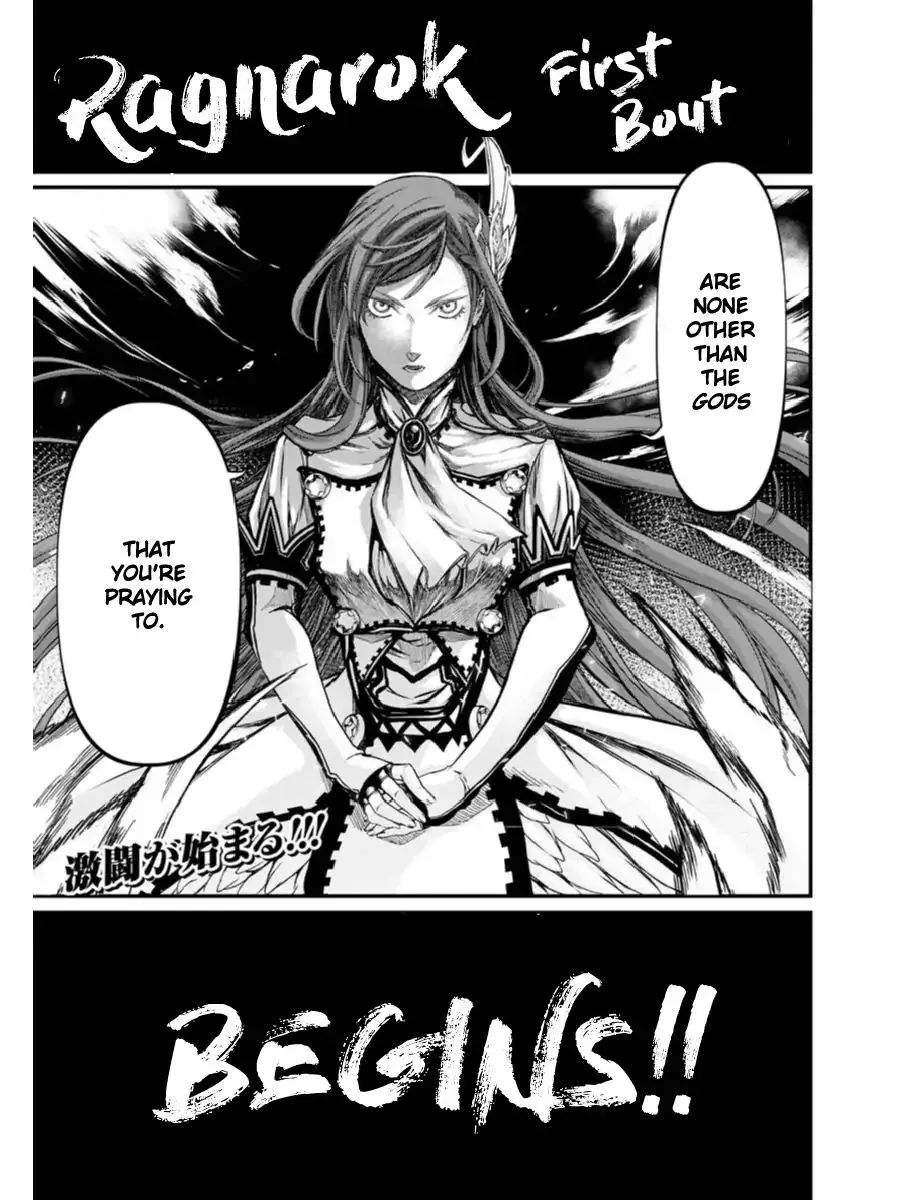 Ragnarok First
Bout
ARE
NONE
OTHER
THAN
THE
GODS
THAT
YOU'RE
PRAYING
TO.
激闘が始まる!!!
BEGINS!!